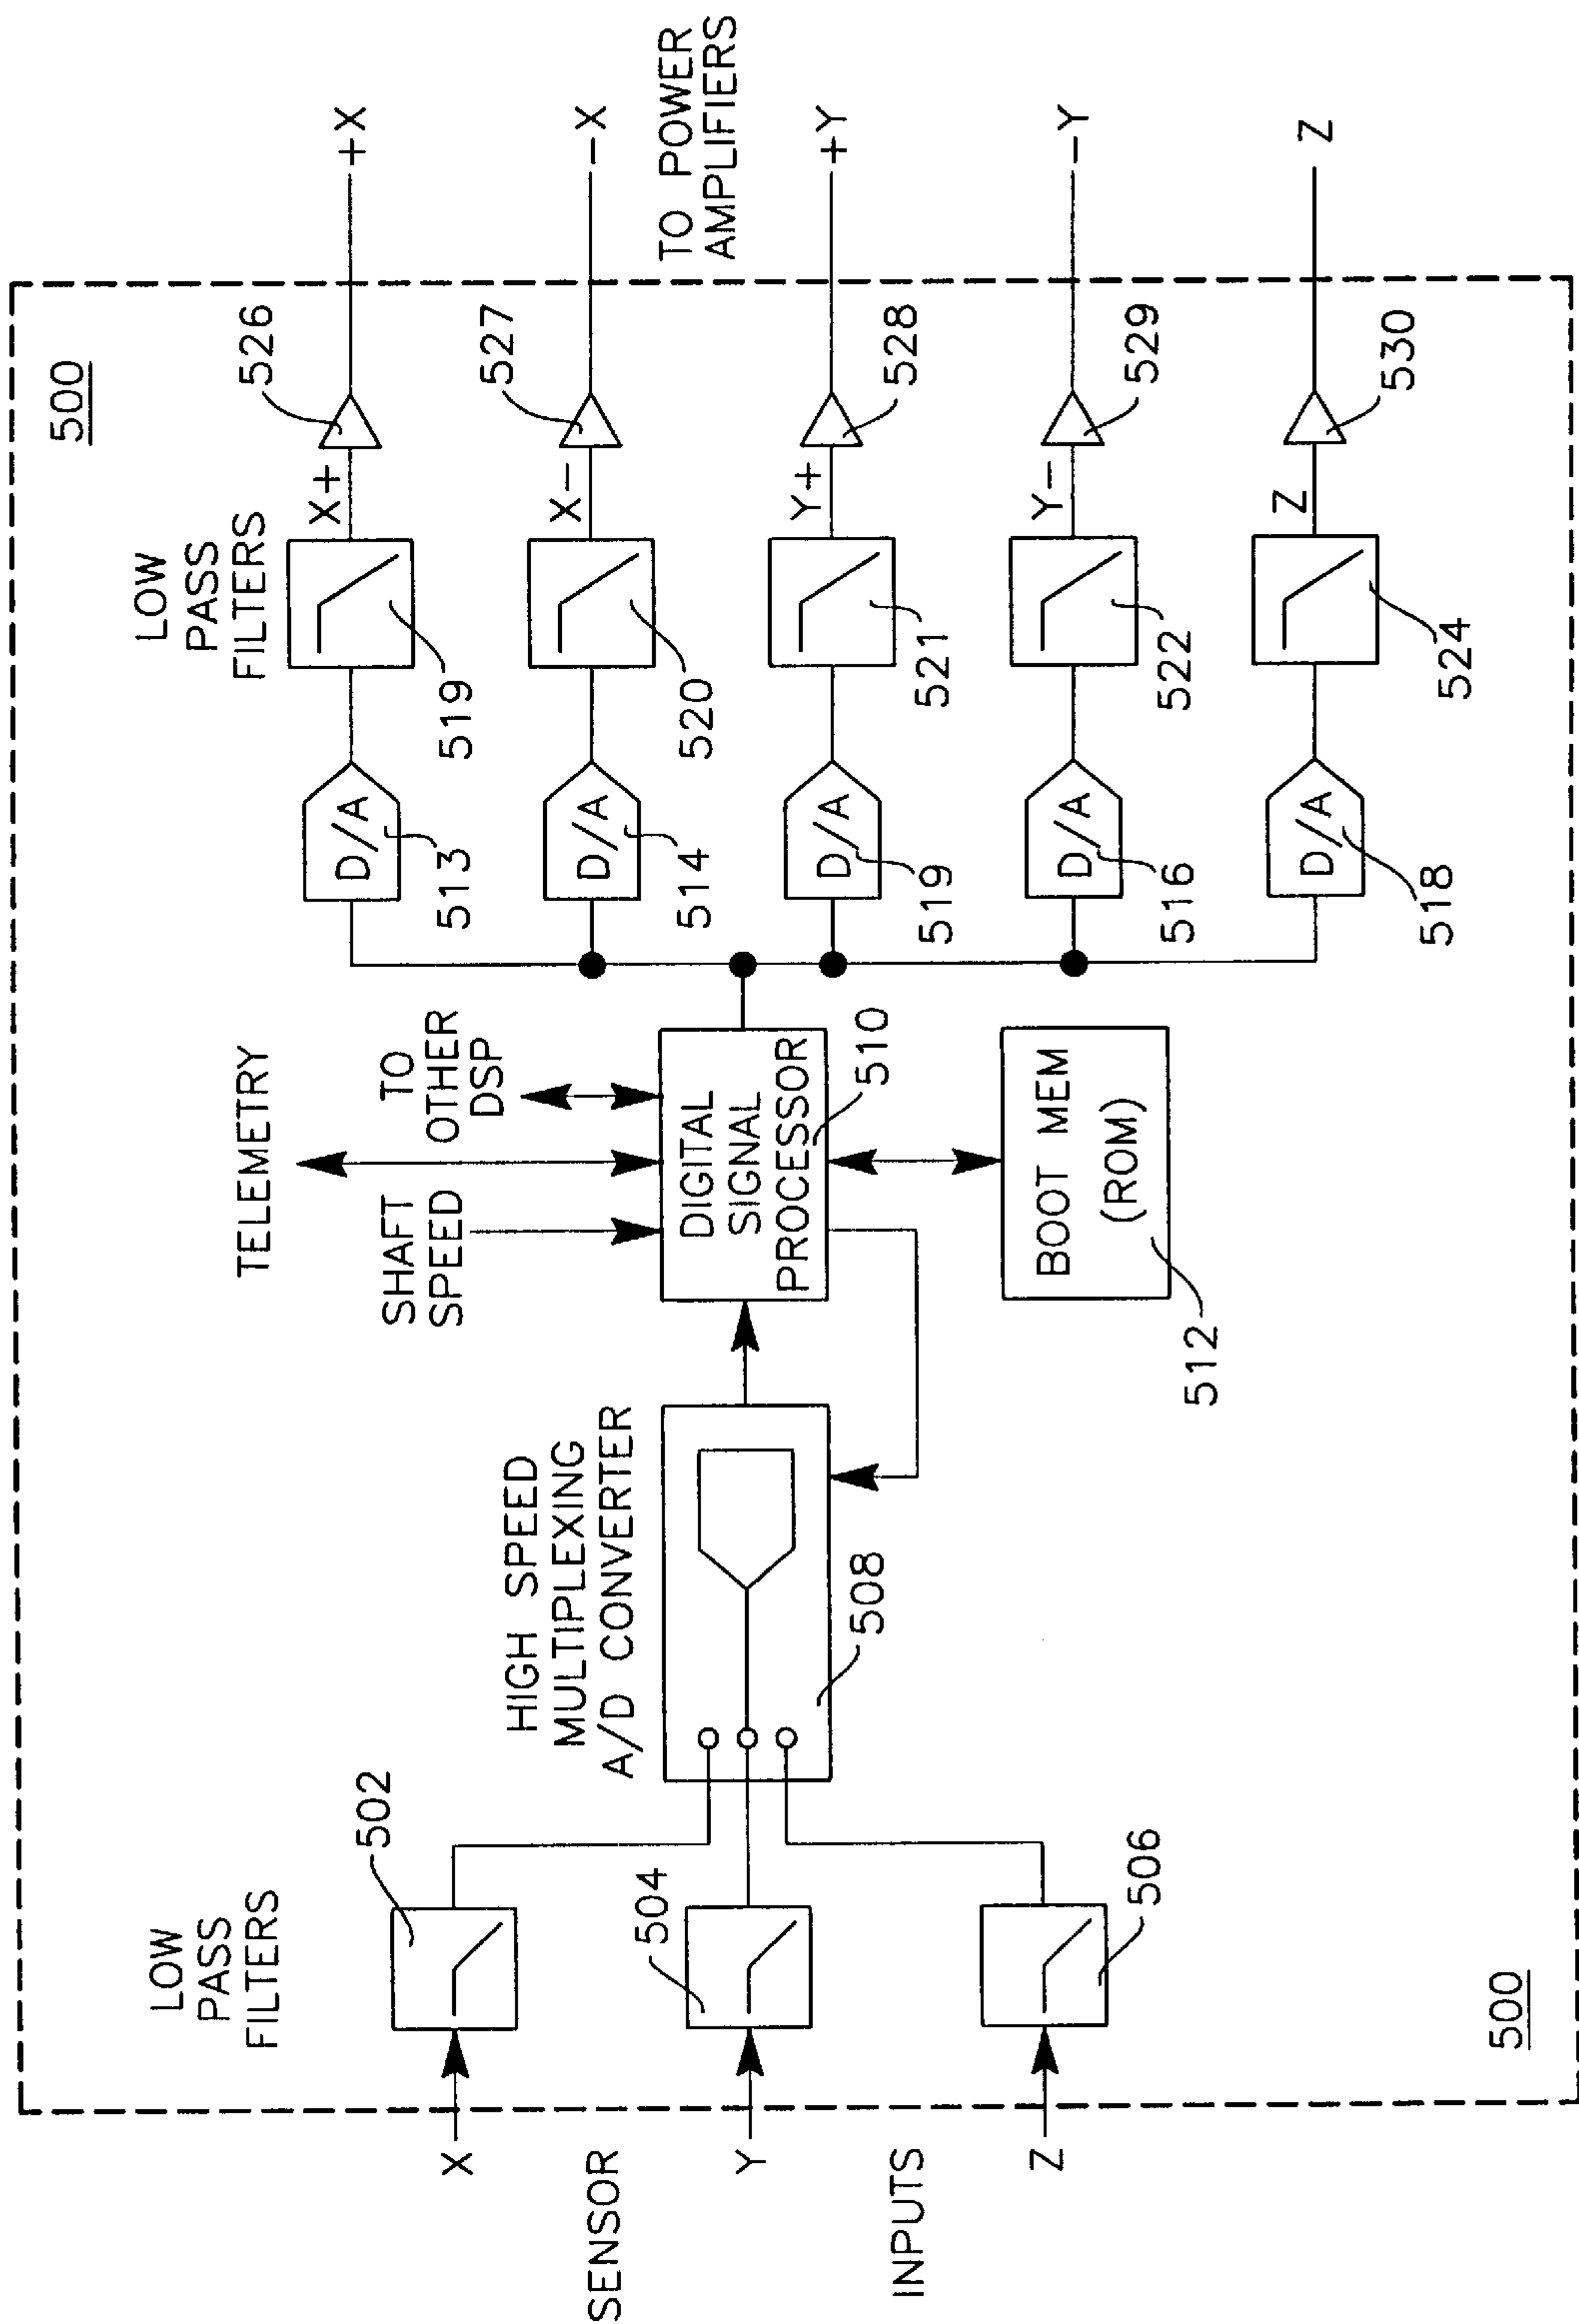 500
LOW
PASS
FILTERS
LOW
PASS
FILTERS
SENSOR
INPUTS
X
Y
Z
502
504
506
HIGH SPEED
MULTIPLEXING
A/D CONVERTER
508
TELEMETRY
SHAFT
SPEED
TO
OTHER
DSP
DIGITAL
SIGNAL
PROCESSOR
510
BOOT MEM
(ROM)
512
D/A
513
519
X+
526
+X
D/A
514
520
X−
527
−X
TO POWER
AMPLIFIERS
D/A
519
521
Y+
528
+Y
D/A
516
522
Y−
529
−Y
D/A
518
524
Z
530
Z
500